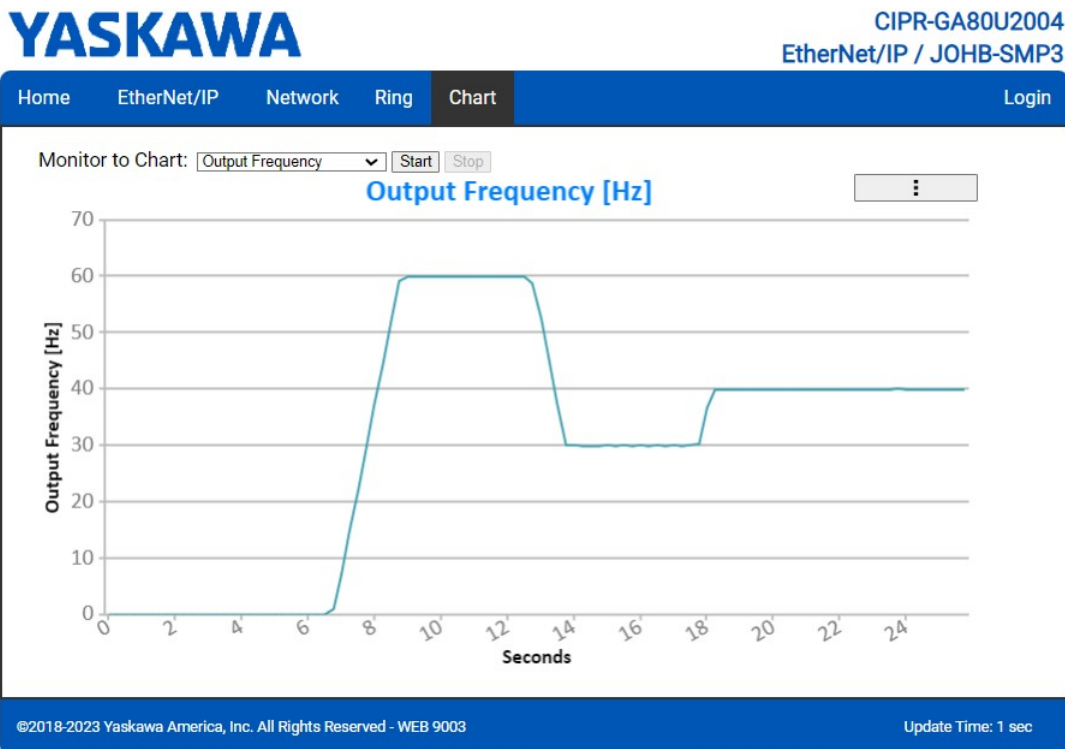 YASKAWA
CIPR-GA80U2004
EtherNet/IP / JOHB-SMP3
Home EtherNet/IP Network Ring Chart Login
Monitor to Chart: Output Frequency Start Stop
Output Frequency [Hz]
70
60
50
40
30
20
10
0
Output Frequency [Hz]
0 2 4 6 8 10 12 14 16 18 20 22 24
Seconds
©2018-2023 Yaskawa America, Inc. All Rights Reserved - WEB 9003
Update Time: 1 sec